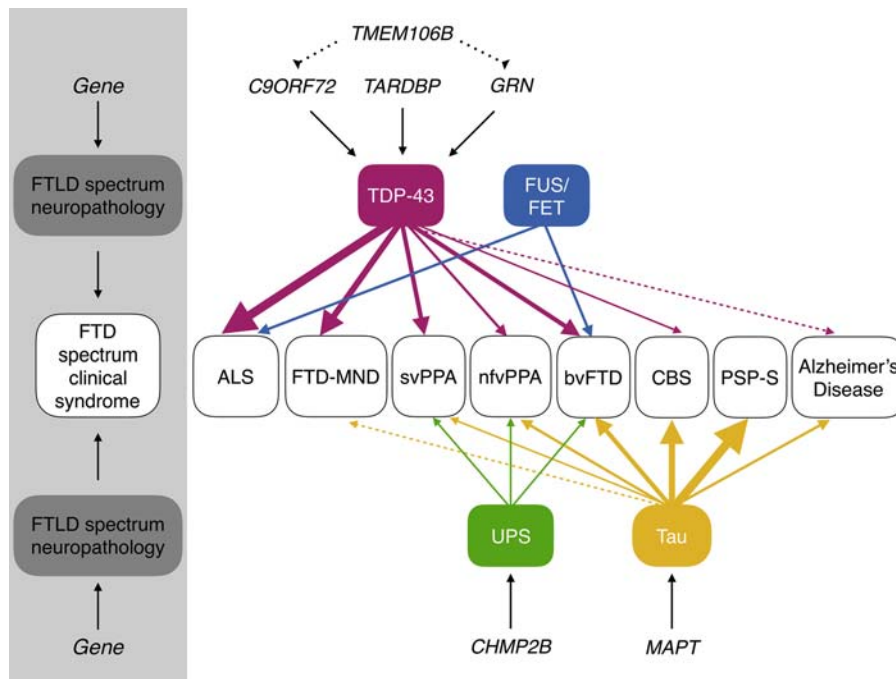 Gene
FTLD spectrum
neuropathology
FTD
spectrum
clinical
syndrome
FTLD spectrum
neuropathology
Gene
TMEM106B
C9ORF72
TARDBP
GRN
TDP-43
FUS/
FET
ALS
FTD-MND
svPPA
nfvPPA
bvFTD
CBS
PSP-S
Alzheimer's
Disease
UPS
Tau
CHMP2B
MAPT